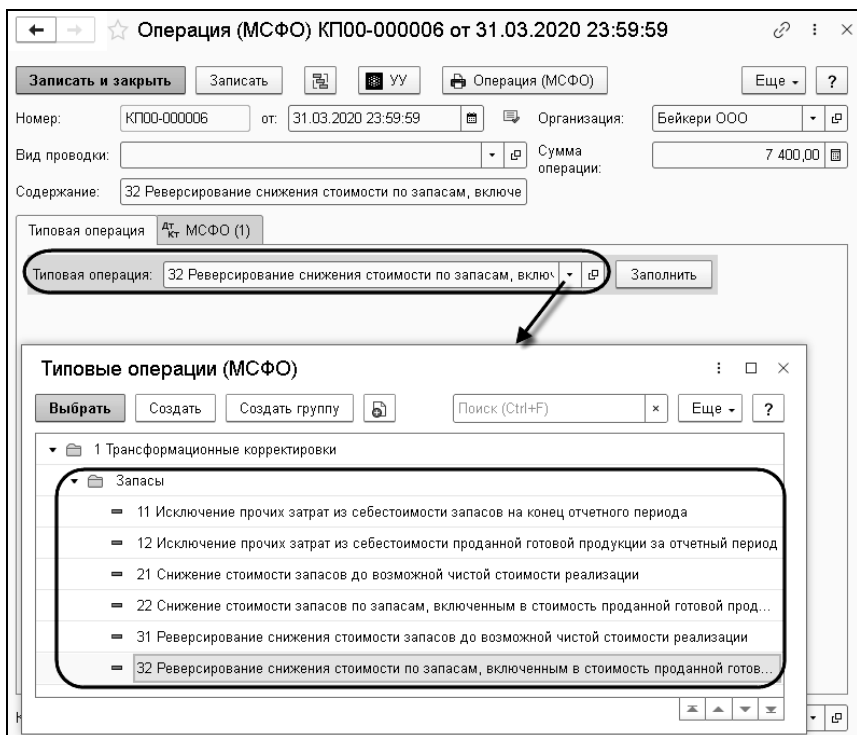 Операция (МСФО) КП00-000006 от 31.03.2020 23:59:59
Записать и закрыть Записать УУ Операция (МСФО) Еще ?
Номер: КП00-000006 от: 31.03.2020 23:59:59 Организация: Бейкери ООО
Вид проводки: Сумма операции: 7 400,00
Содержание: 32 Реверсирование снижения стоимости по запасам, включе
Типовая операция Дт Кт МСФО (1)
Типовая операция: 32 Реверсирование снижения стоимости по запасам, включ Заполнить
Типовые операции (МСФО)
Выбрать Создать Создать группу Поиск (Ctrl+F) × Еще ?
1 Трансформационные корректировки
Запасы
11 Исключение прочих затрат из себестоимости запасов на конец отчетного периода
12 Исключение прочих затрат из себестоимости проданной готовой продукции за отчетный период
21 Снижение стоимости запасов до возможной чистой стоимости реализации
22 Снижение стоимости запасов по запасам, включенным в стоимость проданной готовой прод...
31 Реверсирование снижения стоимости запасов до возможной чистой стоимости реализации
32 Реверсирование снижения стоимости по запасам, включенным в стоимость проданной готов...